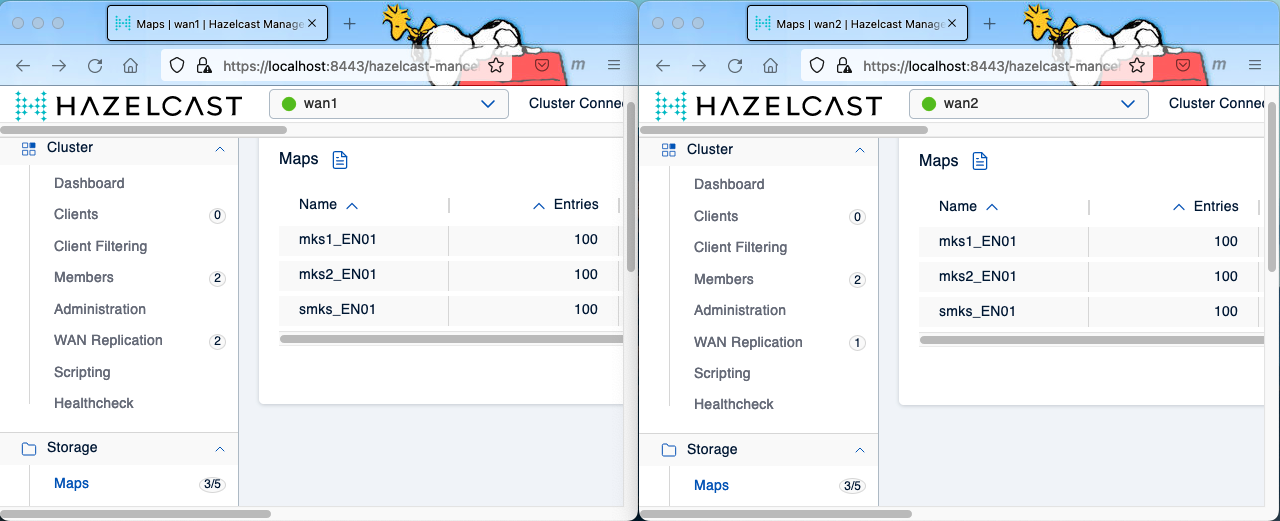 Maps | wan1 | Hazelcast Manage
https://localhost:8443/hazelcast-mance
HAZELCAST
wan1
Cluster Conne
Cluster
Dashboard
Clients 0
Client Filtering
Members 2
Administration
WAN Replication 2
Scripting
Healthcheck
Storage
Maps 3/5
Maps
Name Entries
mks1_EN01 100
mks2_EN01 100
smks_EN01 100
Maps | wan2 | Hazelcast Manage
https://localhost:8443/hazelcast-mance
m
HAZELCAST
wan2
Cluster Conne
Cluster
Dashboard
Clients 0
Client Filtering
Members 2
Administration
WAN Replication 1
Scripting
Healthcheck
Storage
Maps 3/5
Maps
Name Entries
mks1_EN01 100
mks2_EN01 100
smks_EN01 100